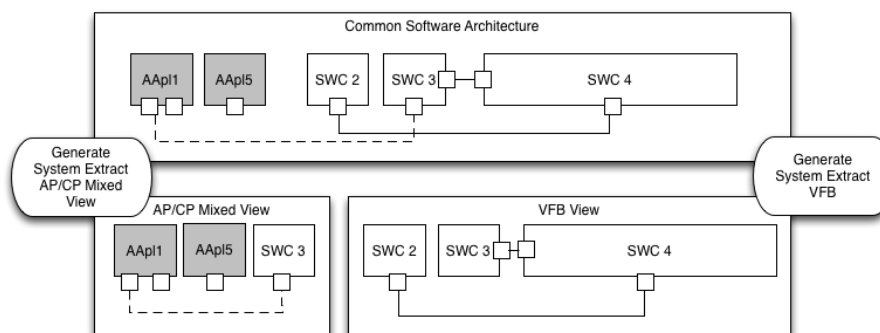 Common Software Architecture
AApl1
AApl5
SWC 2
SWC 3
SWC 4
Generate
System Extract
AP/CP Mixed
View
Generate
System Extract
VFB
AP/CP Mixed View
AApl1
AApl5
SWC 3
VFB View
SWC 2
SWC 3
SWC 4